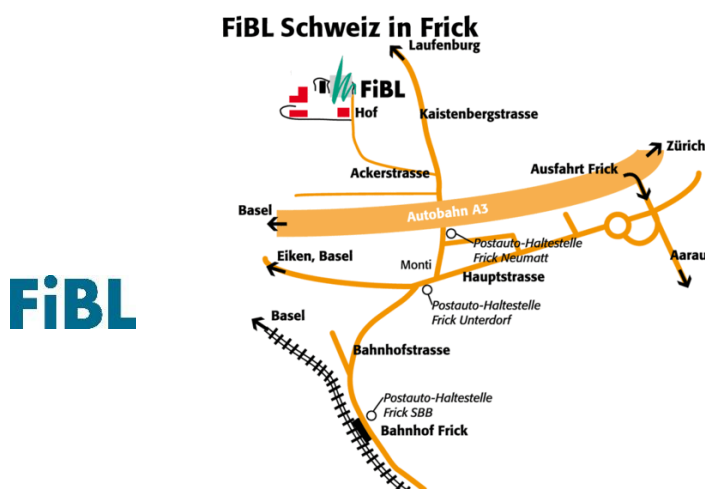 FiBL Schweiz in Frick
Laufenburg
FiBL
Hof
Kaistenbergstrasse
Zürich
Ausfahrt Frick
Ackerstrasse
Basel
Autobahn A3
Postauto-Haltestelle
Frick Neumatt
Aarau
Eiken, Basel
Monti
Hauptstrasse
FiBL
Postauto-Haltestelle
Frick Unterdorf
Basel
Bahnhofstrasse
Postauto-Haltestelle
Frick SBB
Bahnhof Frick